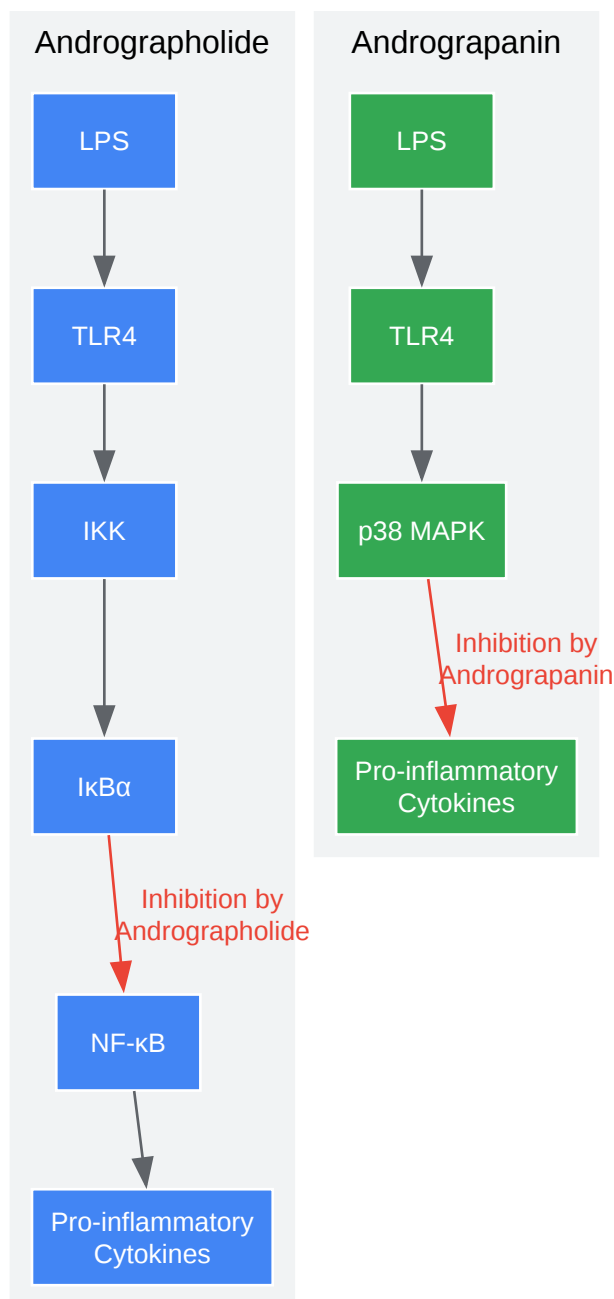 Andrographolide
LPS
TLR4
IKK
IκBα
Inhibition by
Andrographolide
NF-κB
Pro-inflammatory
Cytokines
Andrograpanin
LPS
TLR4
p38 MAPK
Inhibition by
Andrograpanin
Pro-inflammatory
Cytokines